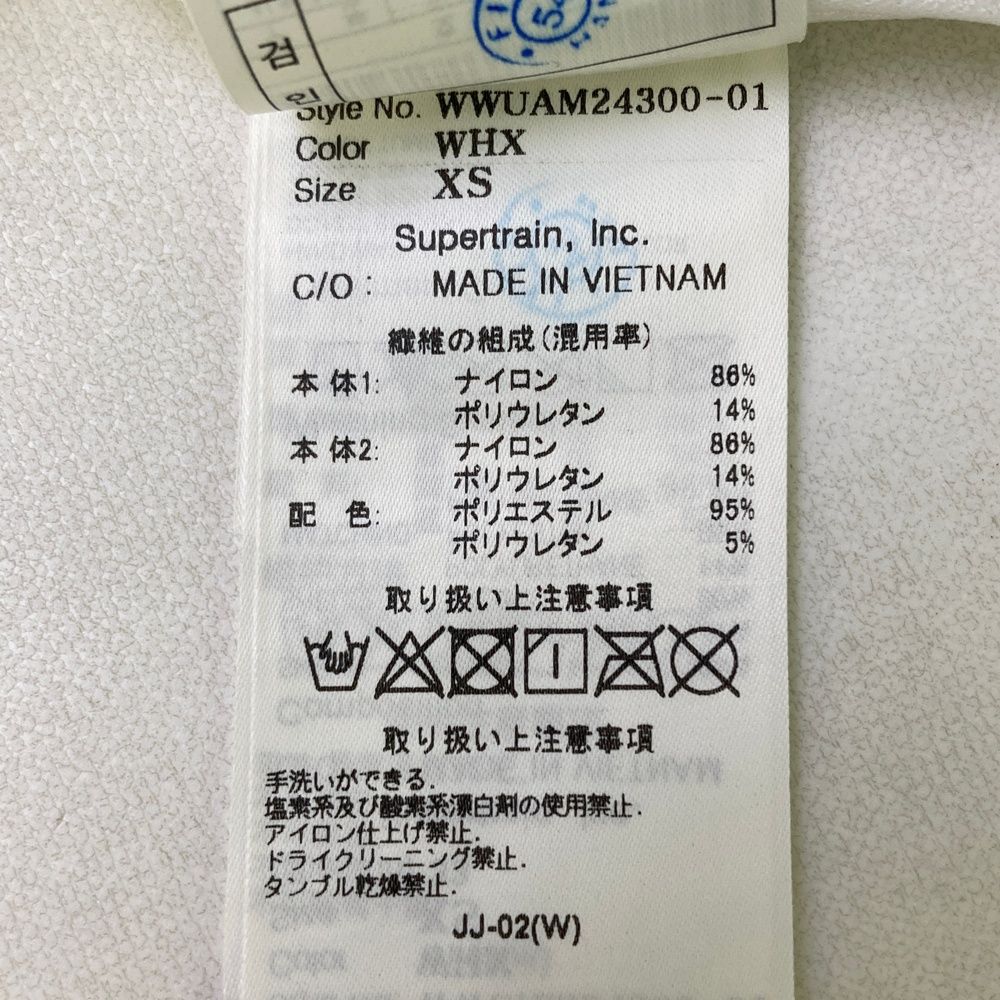 검
인
Style No. WWUAM24300-01
Color WHX
Size XS
Supertrain, Inc.
C/O : MADE IN VIETNAM
繊維の組成(混用率)
本 体1: ナイロン 86%
ポリウレタン 14%
本 体2: ナイロン 86%
ポリウレタン 14%
配 色: ポリエステル 95%
ポリウレタン 5%
取り扱い上注意事項
取り扱い上注意事項
手洗いができる.
塩素系及び酸素系漂白剤の使用禁止.
アイロン仕上げ禁止.
ドライクリーニング禁止.
タンブル乾燥禁止.
JJ-02(W)